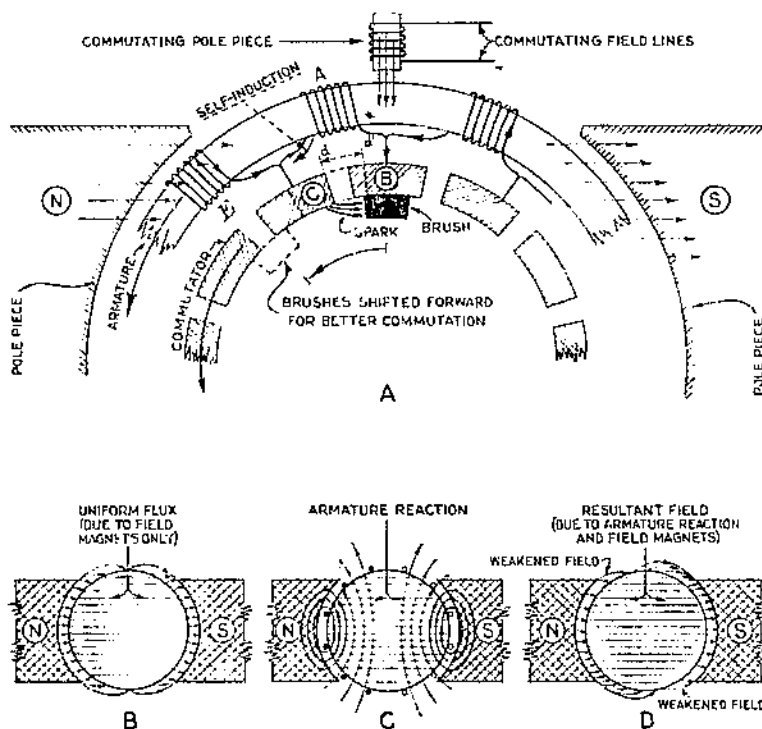 COMMUTATING POLE PIECE
COMMUTATING FIELD LINES
SELF-INDUCTION
A
d
N
B
S
C
E
SPARK
BRUSH
ARMATURE
COMMUTATOR
BRUSHES SHIFTED FORWARD
FOR BETTER COMMUTATION
POLE PIECE
POLE PIECE
A
UNIFORM FLUX
(DUE TO FIELD
MAGNETS ONLY)
ARMATURE REACTION
RESULTANT FIELD
(DUE TO ARMATURE REACTION
AND FIELD MAGNETS)
WEAKENED FIELD
N
S
N
S
N
S
WEAKENED FIELD
B
C
D